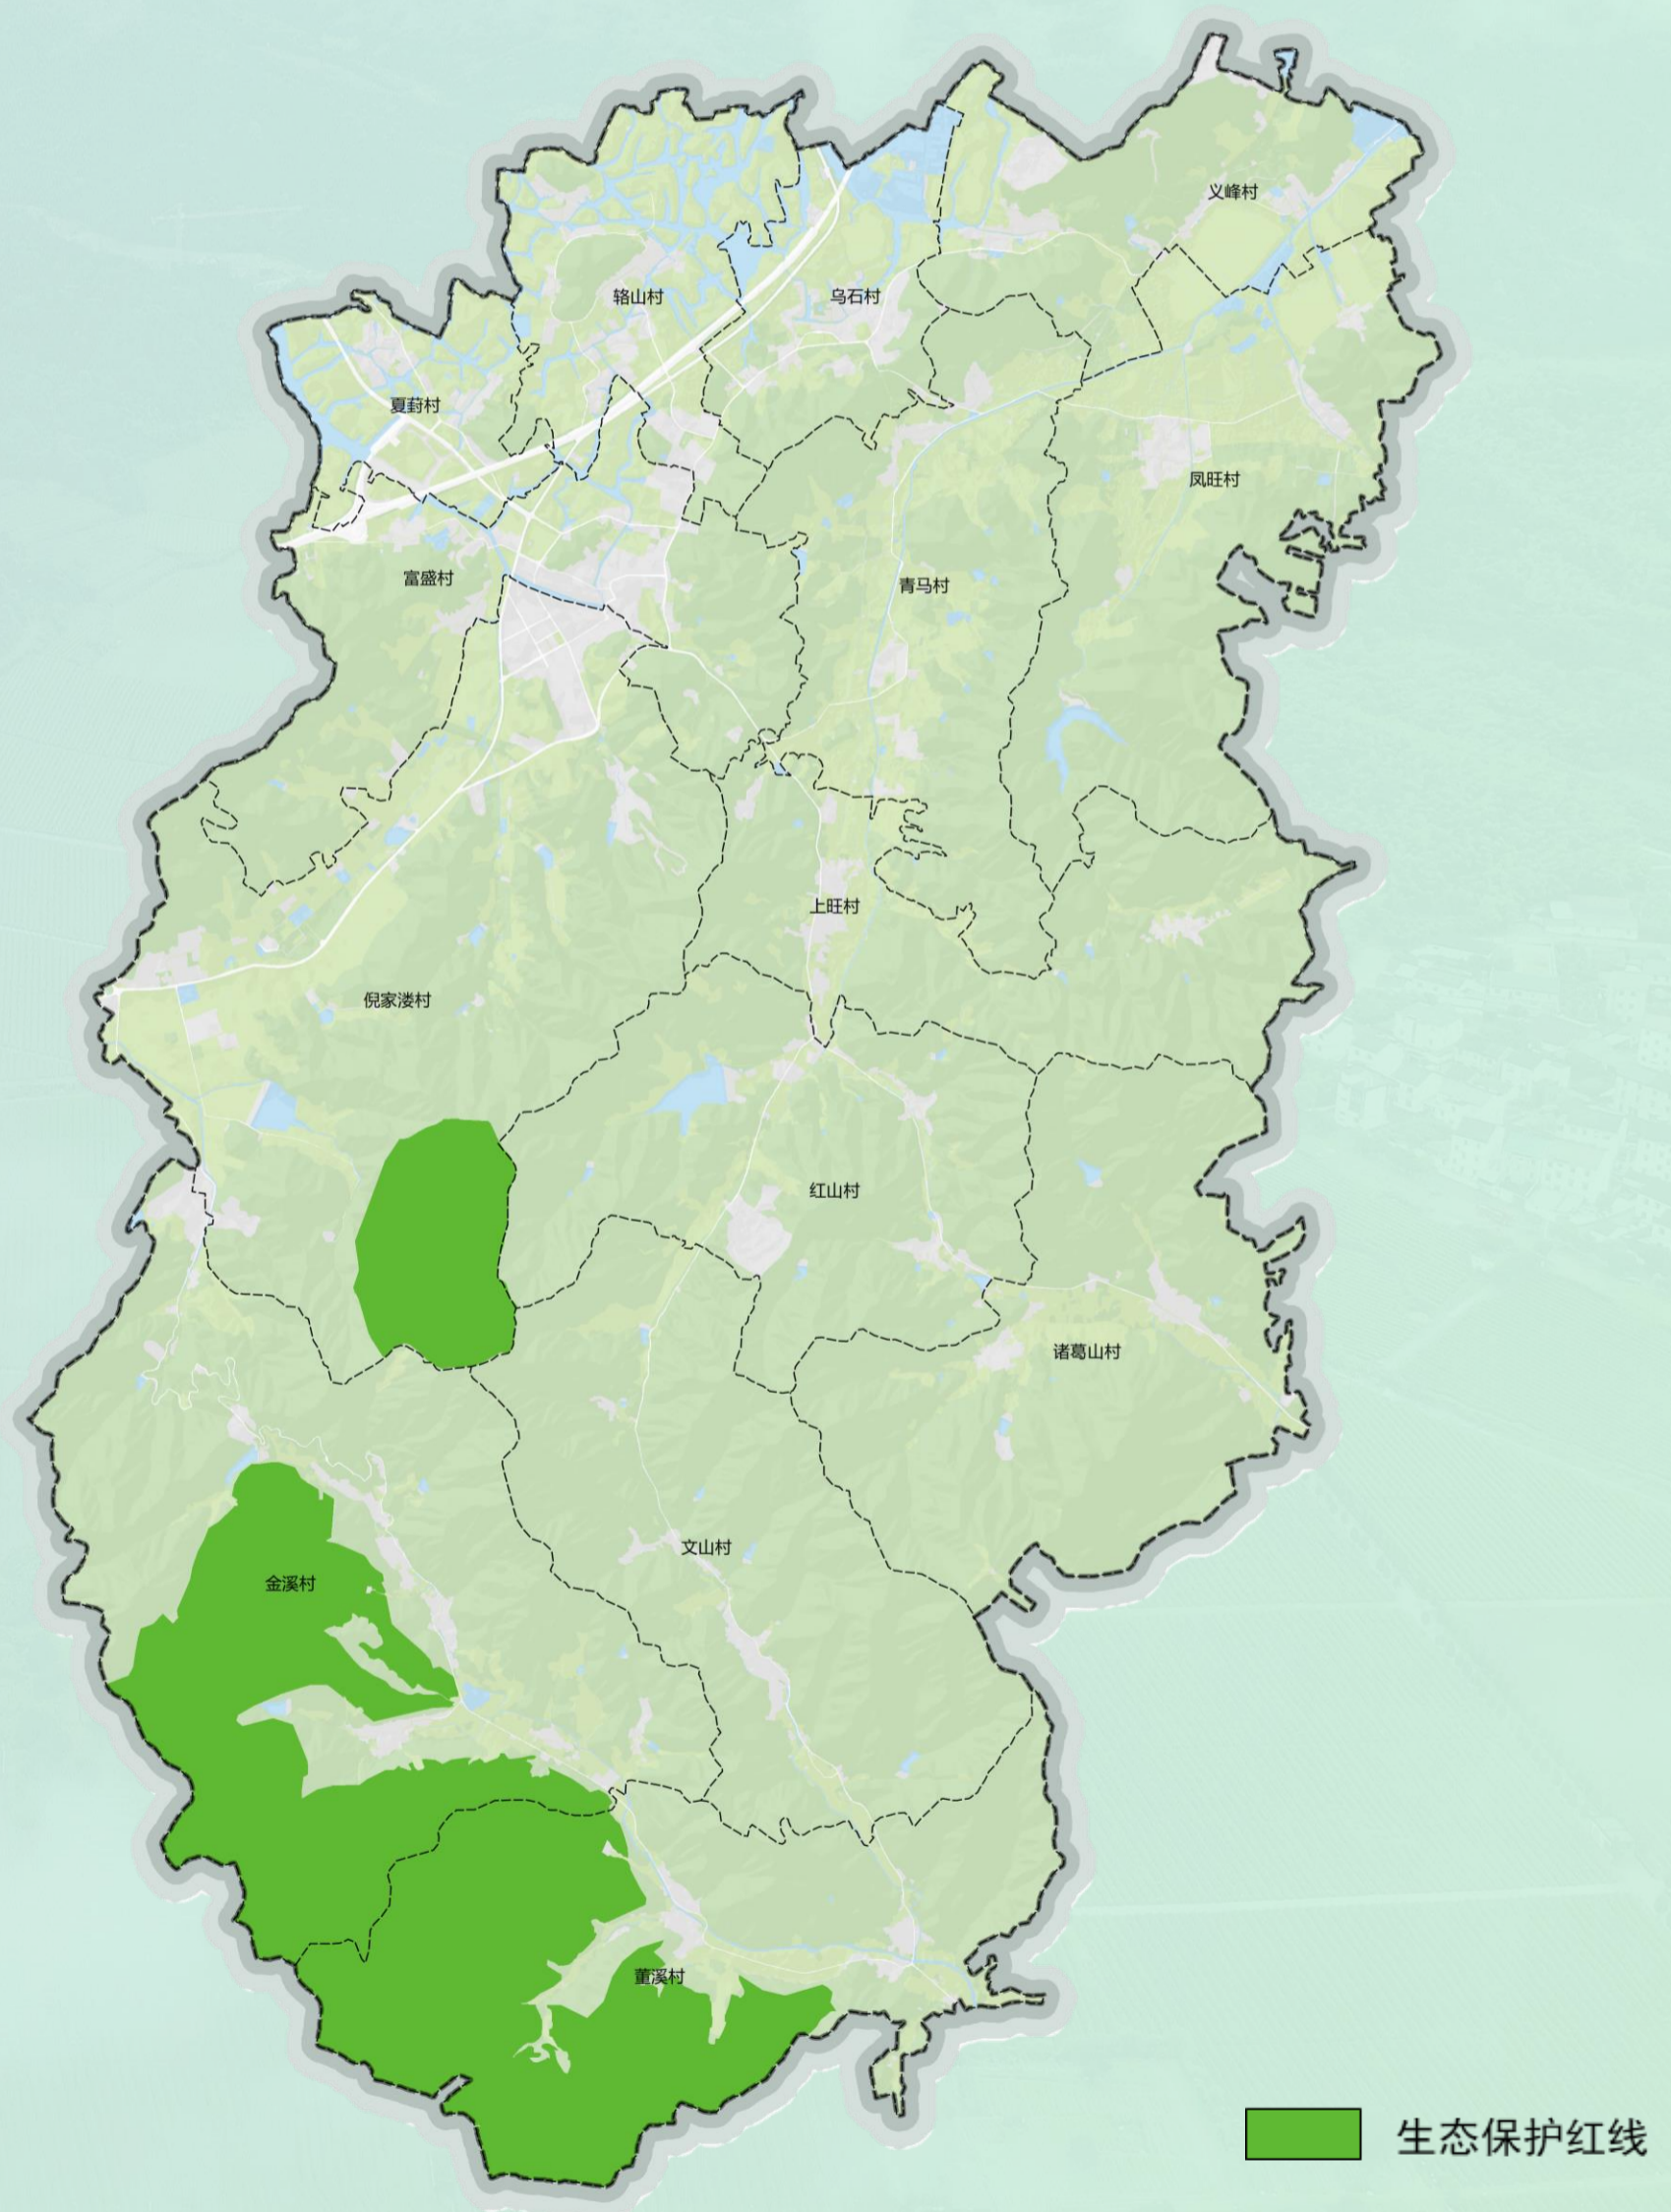 义峰村
辂山村
乌石村
夏葑村
凤旺村
富盛村
青马村
上旺村
倪家溇村
红山村
诸葛山村
文山村
金溪村
董溪村
生态保护红线